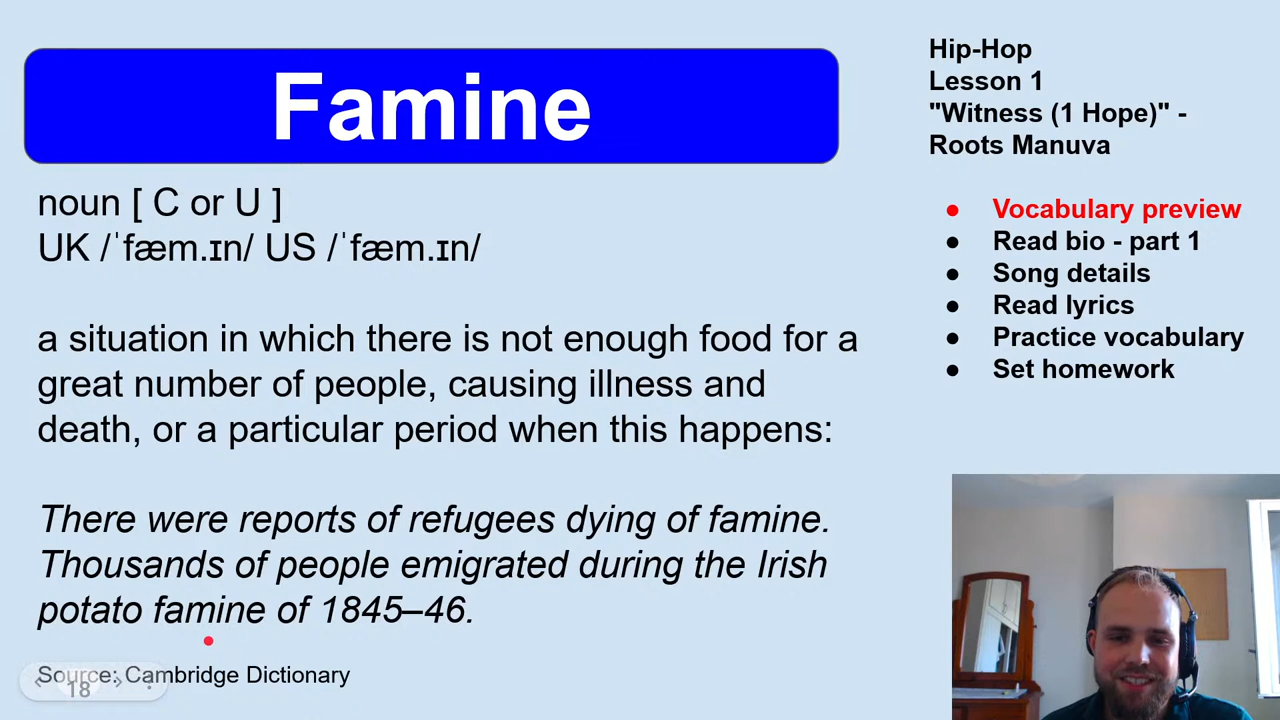 Famine
noun [ C or U ]
UK /ˈfæm.ɪn/ US /ˈfæm.ɪn/
a situation in which there is not enough food for a
great number of people, causing illness and
death, or a particular period when this happens:
There were reports of refugees dying of famine.
Thousands of people emigrated during the Irish
potato famine of 1845–46.
Source: Cambridge Dictionary
18
Hip-Hop
Lesson 1
"Witness (1 Hope)" -
Roots Manuva
● Vocabulary preview
● Read bio - part 1
● Song details
● Read lyrics
● Practice vocabulary
● Set homework